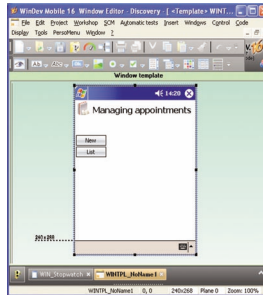 WinDev Mobile 16 Window Editor - Discovery - [ <Template> WINT...
File Edit Project Workshop SCM Automatic tests Insert Windows Control Code
Display Tools PersoMenu Window ?
Window template
14:20
Managing appointments
New
List
240x268
WIN_Stopwatch WINTPL_NoName1
WINTPL_NoName1 0, 0 240x268 Plane 0 Zoom: 100%